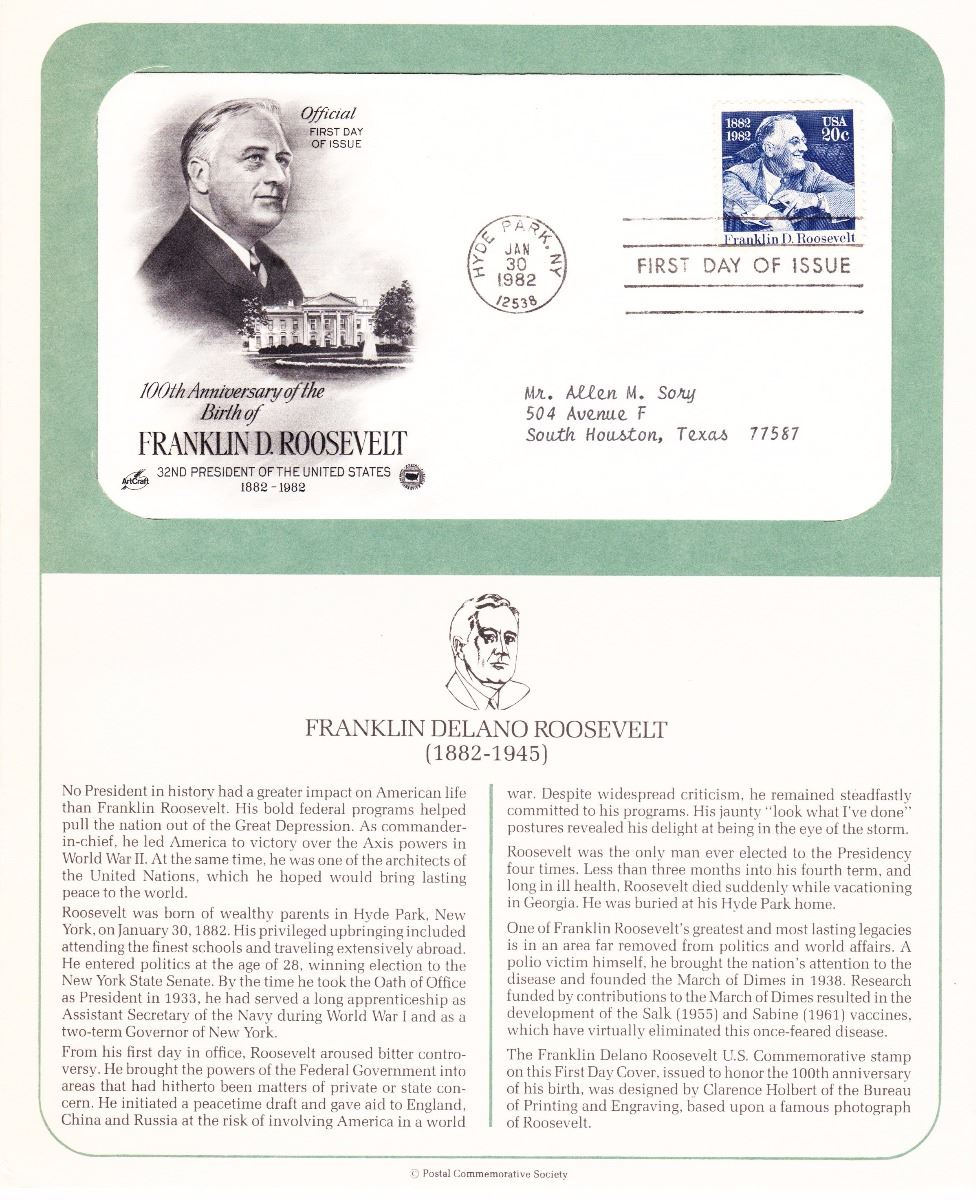 Official
FIRST DAY
OF ISSUE
1882
1982
USA
20c
Franklin D. Roosevelt
HYDE PARK, NY
JAN
30
1982
12538
FIRST DAY OF ISSUE
100th Anniversary of the
Birth of
FRANKLIN D. ROOSEVELT
32ND PRESIDENT OF THE UNITED STATES
1882 - 1982
ArtCraft
Mr. Allen M. Sory
504 Avenue F
South Houston, Texas 77587
FRANKLIN DELANO ROOSEVELT
(1882-1945)
No President in history had a greater impact on American life
than Franklin Roosevelt. His bold federal programs helped
pull the nation out of the Great Depression. As commander-
in-chief, he led America to victory over the Axis powers in
World War II. At the same time, he was one of the architects of
the United Nations, which he hoped would bring lasting
peace to the world.
Roosevelt was born of wealthy parents in Hyde Park, New
York, on January 30, 1882. His privileged upbringing included
attending the finest schools and traveling extensively abroad.
He entered politics at the age of 28, winning election to the
New York State Senate. By the time he took the Oath of Office
as President in 1933, he had served a long apprenticeship as
Assistant Secretary of the Navy during World War I and as a
two-term Governor of New York.
From his first day in office, Roosevelt aroused bitter contro-
versy. He brought the powers of the Federal Government into
areas that had hitherto been matters of private or state con-
cern. He initiated a peacetime draft and gave aid to England,
China and Russia at the risk of involving America in a world
war. Despite widespread criticism, he remained steadfastly
committed to his programs. His jaunty "look what I've done"
postures revealed his delight at being in the eye of the storm.
Roosevelt was the only man ever elected to the Presidency
four times. Less than three months into his fourth term, and
long in ill health, Roosevelt died suddenly while vacationing
in Georgia. He was buried at his Hyde Park home.
One of Franklin Roosevelt's greatest and most lasting legacies
is in an area far removed from politics and world affairs. A
polio victim himself, he brought the nation's attention to the
disease and founded the March of Dimes in 1938. Research
funded by contributions to the March of Dimes resulted in the
development of the Salk (1955) and Sabine (1961) vaccines,
which have virtually eliminated this once-feared disease.
The Franklin Delano Roosevelt U.S. Commemorative stamp
on this First Day Cover, issued to honor the 100th anniversary
of his birth, was designed by Clarence Holbert of the Bureau
of Printing and Engraving, based upon a famous photograph
of Roosevelt.
© Postal Commemorative Society